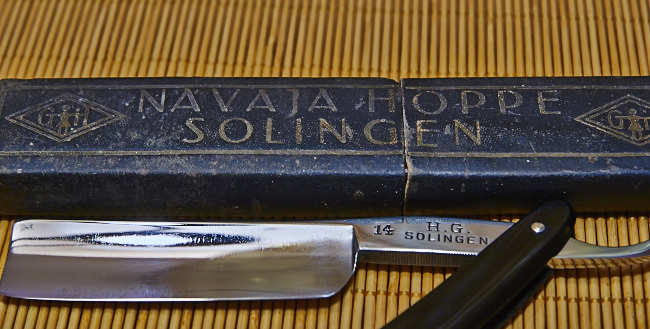 NAVAJA HOPPE
SOLINGEN
14 H.G.
SOLINGEN